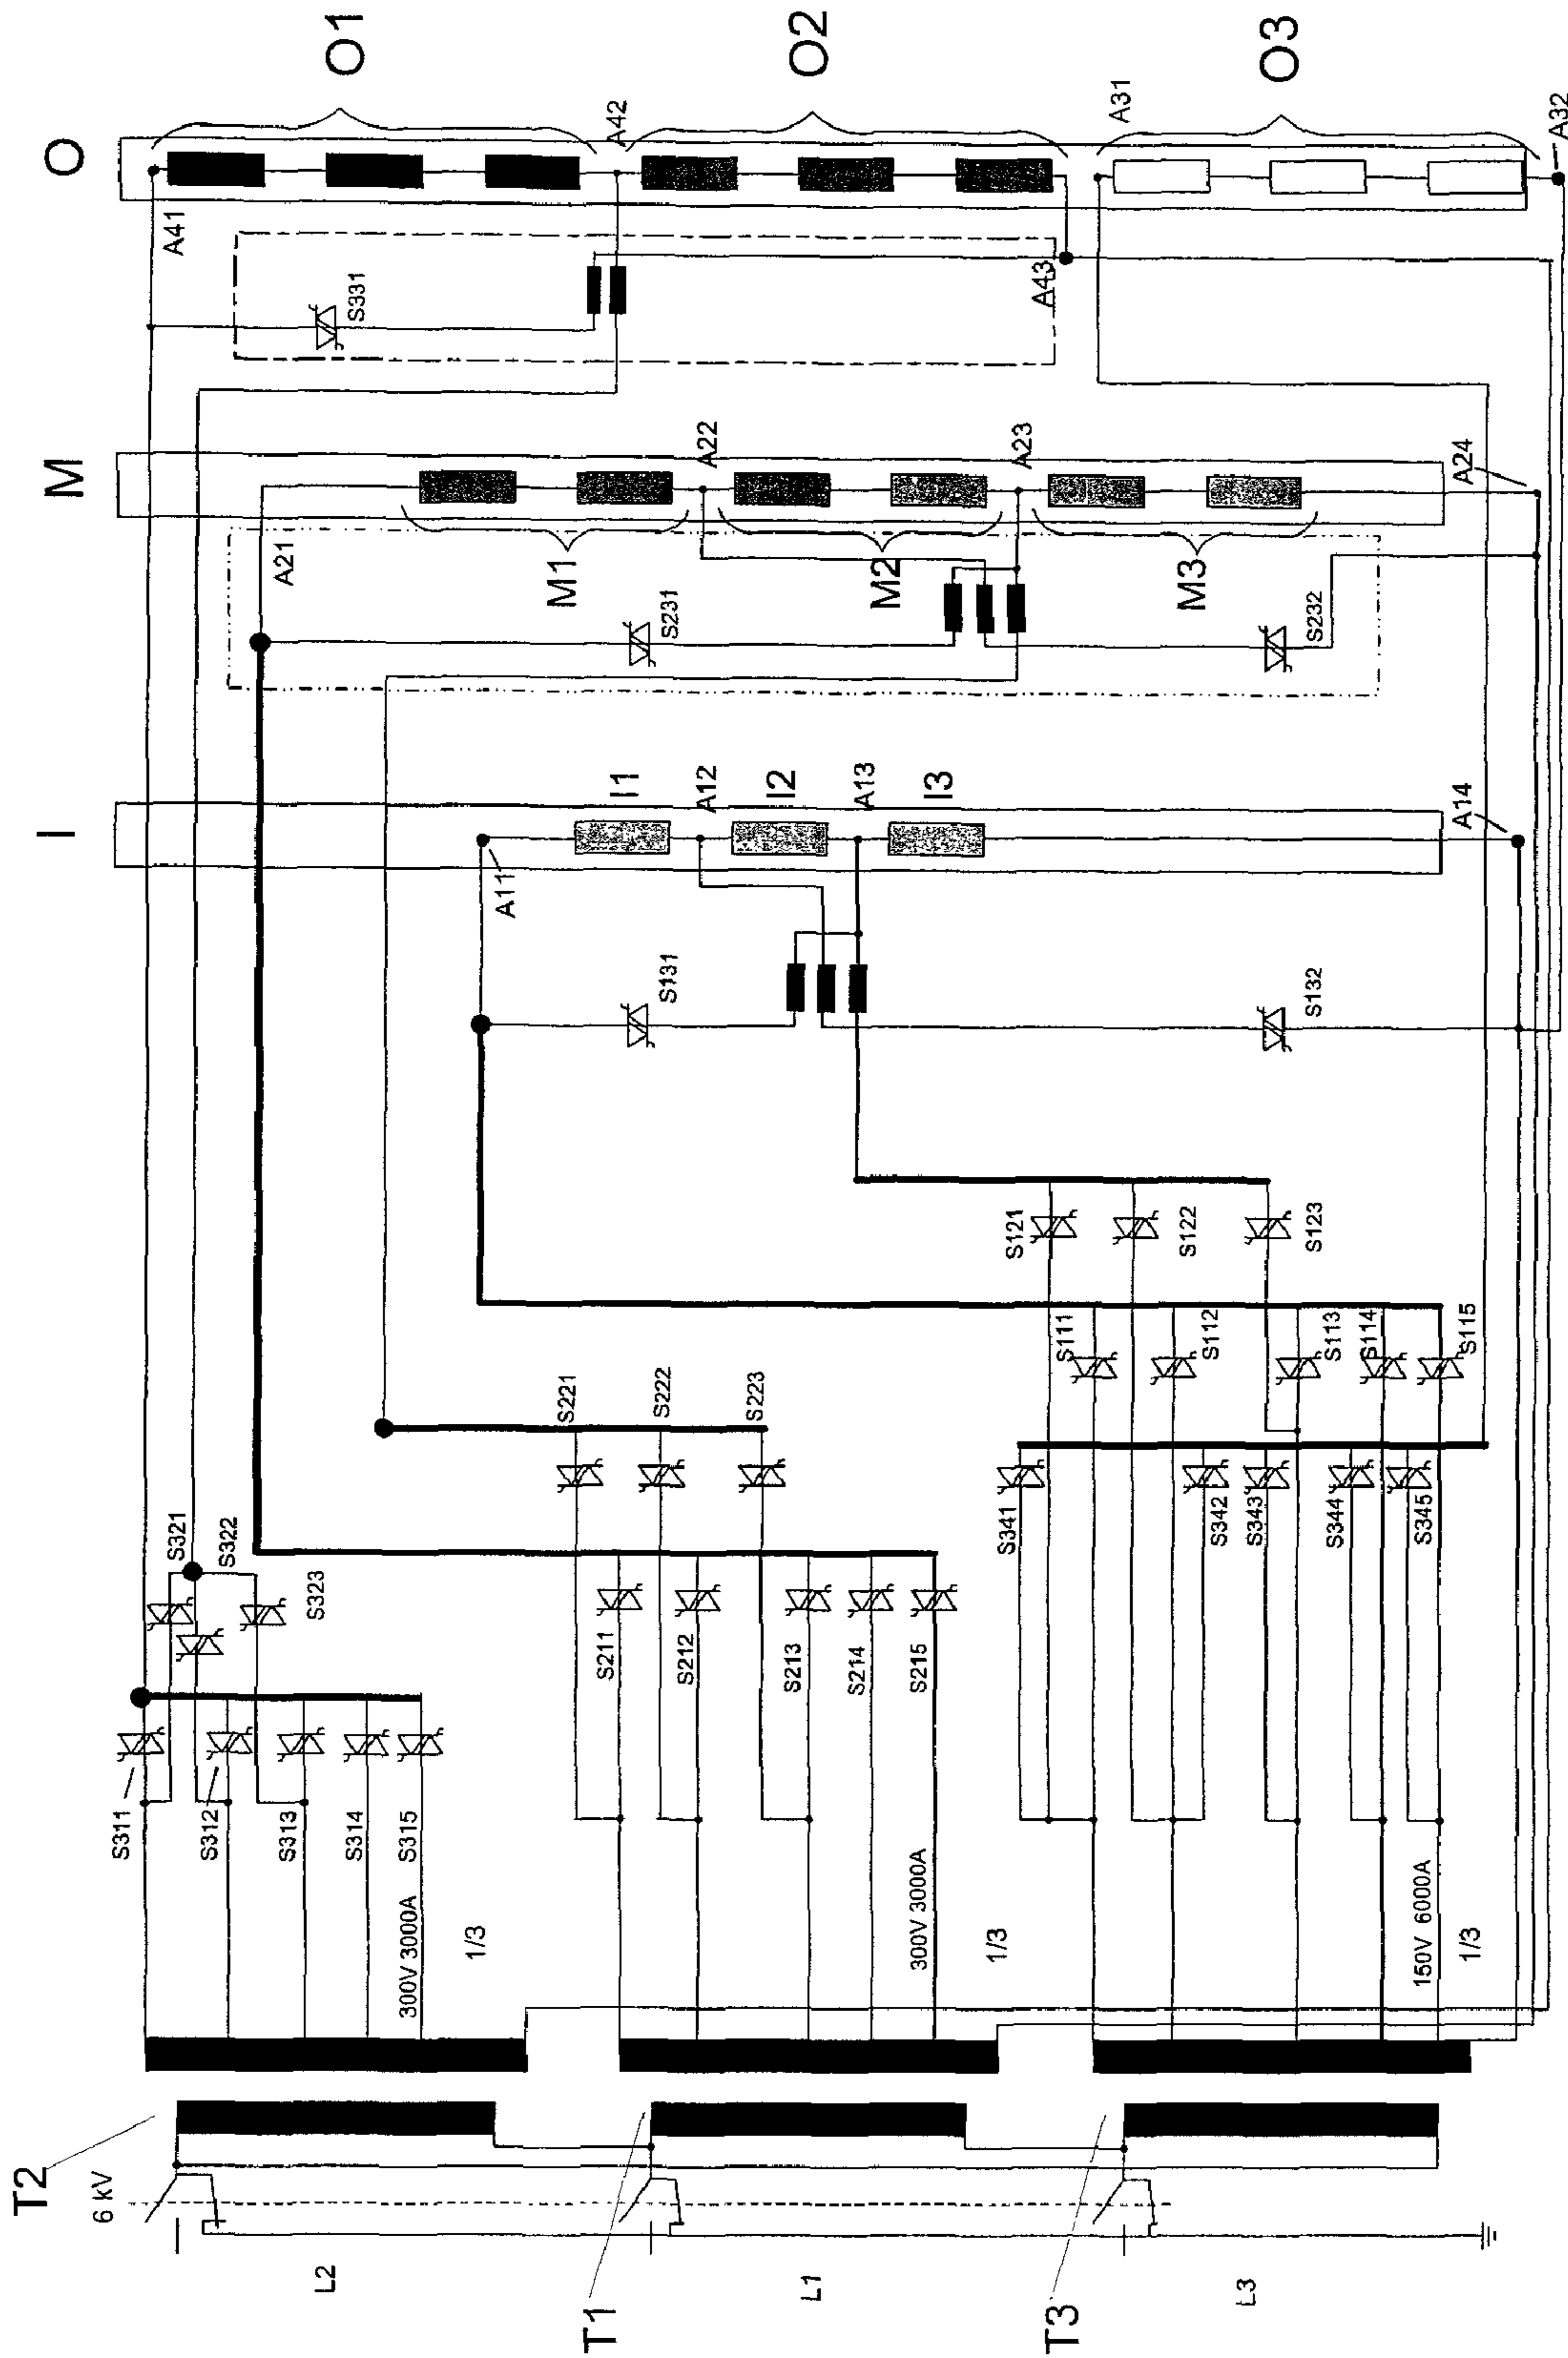 O
O1
O2
O3
A41
A42
A43
A31
A32
S331
M
A21
A22
A23
A24
M1
M2
M3
S231
S232
I
A11
A12
A13
A14
I1
I2
I3
S131
S132
S121
S122
S123
S111
S112
S113
S114
S115
S221
S222
S223
S341
S342
S343
S344
S345
S321
S322
S323
S211
S212
S213
S214
S215
S311
S312
S313
S314
S315
300V 3000A
1/3
300V 3000A
1/3
150V 6000A
1/3
T2
6 kV
L2
T1
L1
T3
L3